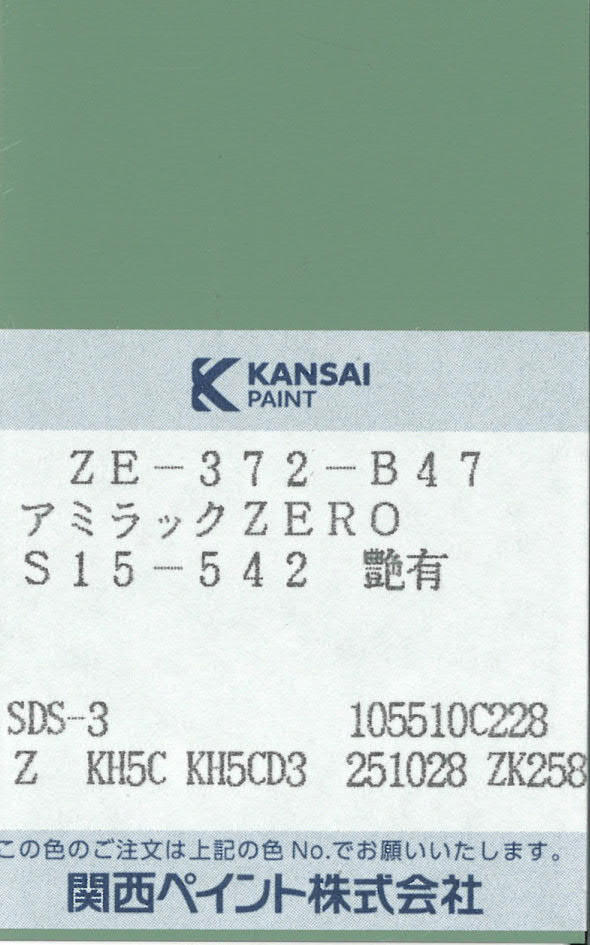 KANSAI
PAINT
ZE-372-B47
アミラックZERO
S15-542 艶有
SDS-3 105510C228
Z KH5C KH5CD3 251028 ZK258
この色のご注文は上記の色No.でお願いいたします。
関西ペイント株式会社